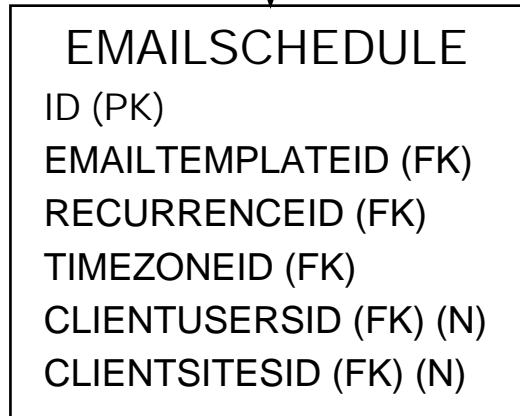 EMAILSCHEDULE
ID (PK)
EMAILTEMPLATEID (FK)
RECURRENCEID (FK)
TIMEZONEID (FK)
CLIENTUSERSID (FK) (N)
CLIENTSITESID (FK) (N)